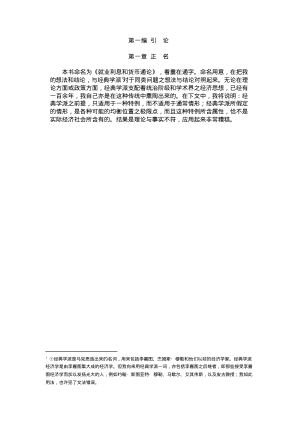 第一编 引 论
第一章 正 名
本书命名为《就业利息和货币通论》,着重在通字。命名用意,在把我
的想法和结论,与经典学派¹对于同类问题之想法与结论对照起来。无论在理
论方面或政策方面,经典学派支配着统治阶级和学术界之经济思想,已经有
一百余年,我自己亦是在这种传统中熏陶出来的。在下文中,我将说明:经
典学派之前提,只适用于一种特例,而不适用于通常情形;经典学派所假定
的情形,是各种可能的均衡位置之极限点,而且这种特例所含属性,恰不是
实际经济社会所含有的。结果是理论与事实不符,应用起来非常糟糕。
¹ ①经典学派是马克思造出来的名词,用来包括李嘉图、杰姆斯·穆勒和他们以前的经济学家。经典学派
经济学是由李嘉图集大成的经济学。但我向来用经典学派一词,亦包括李嘉图之后继者,即那些接受李嘉
图经济学而加以发扬光大的人,例如约翰·斯图亚特·穆勒、马歇尔、艾其伟斯,以及皮古教授;我如此
用法,也许犯了文法错误。